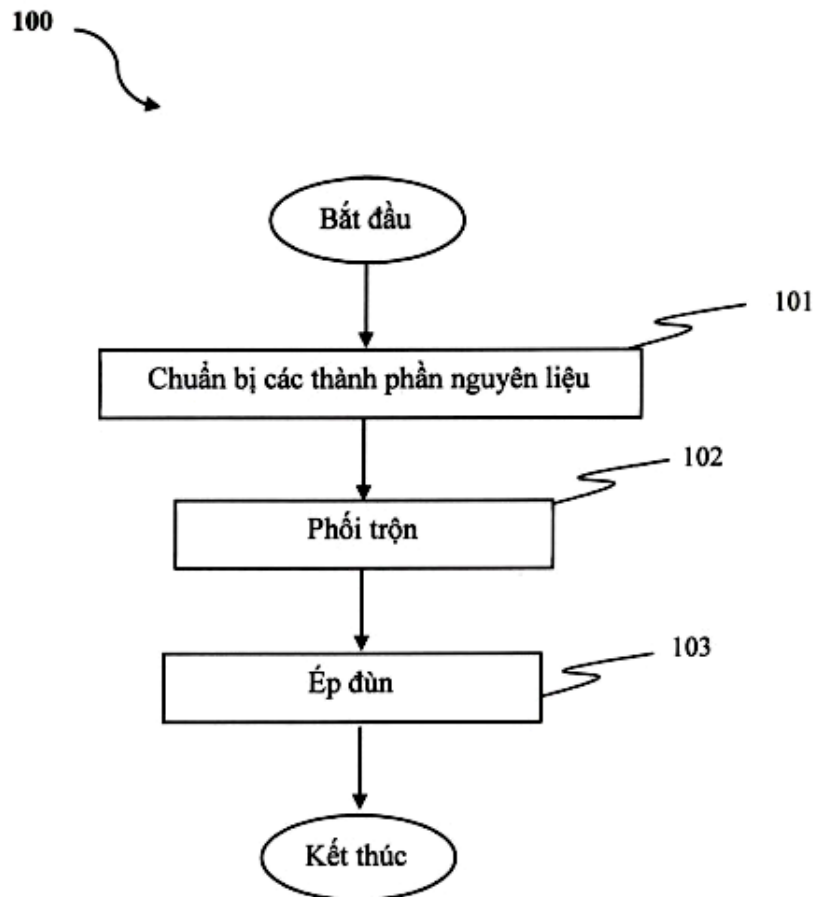 100
Bắt đầu
101
Chuẩn bị các thành phần nguyên liệu
102
Phối trộn
103
Ép đùn
Kết thúc